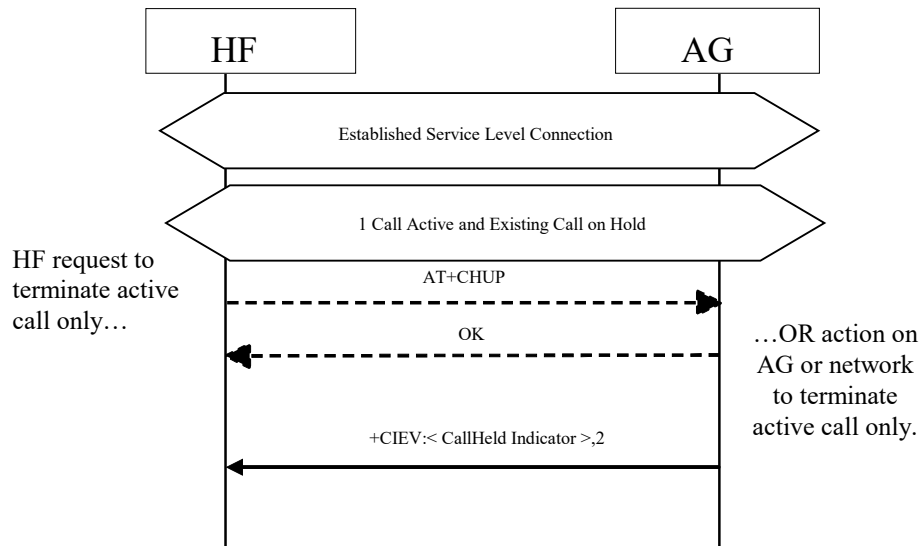 HF
AG
Established Service Level Connection
1 Call Active and Existing Call on Hold
HF request to
terminate active
call only…
AT+CHUP
OK
…OR action on
AG or network
to terminate
active call only.
+CIEV:< CallHeld Indicator >,2